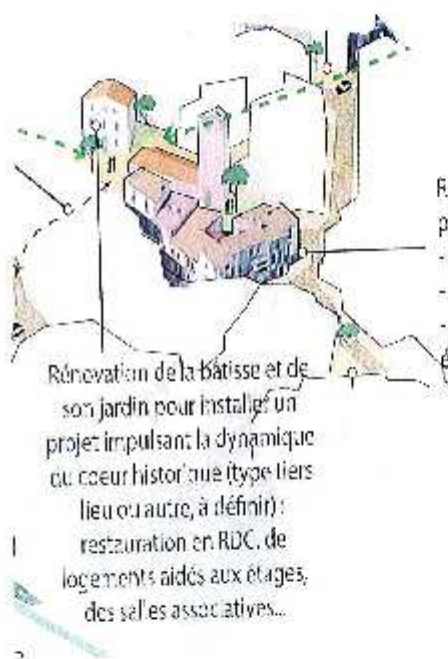 Rénovation de la bâtisse et de
son jardin pour installer un
projet impulsant la dynamique
du coeur historique (type tiers
lieu ou autre, à définir) :
restauration en RDC, de
logements aidés aux étages,
des salles associatives...
R
p
-
-
-
é